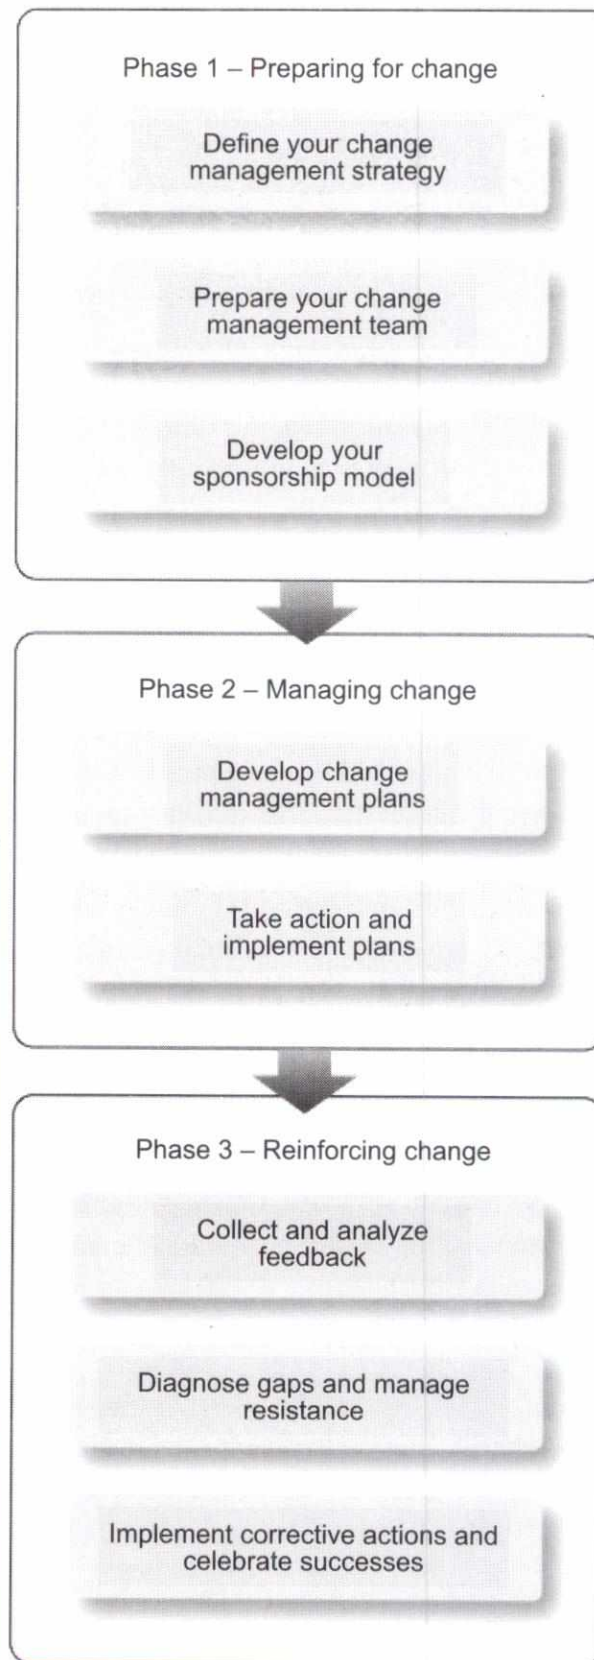 Phase 1 – Preparing for change
Define your change
management strategy
Prepare your change
management team
Develop your
sponsorship model
Phase 2 – Managing change
Develop change
management plans
Take action and
implement plans
Phase 3 – Reinforcing change
Collect and analyze
feedback
Diagnose gaps and manage
resistance
Implement corrective actions and
celebrate successes